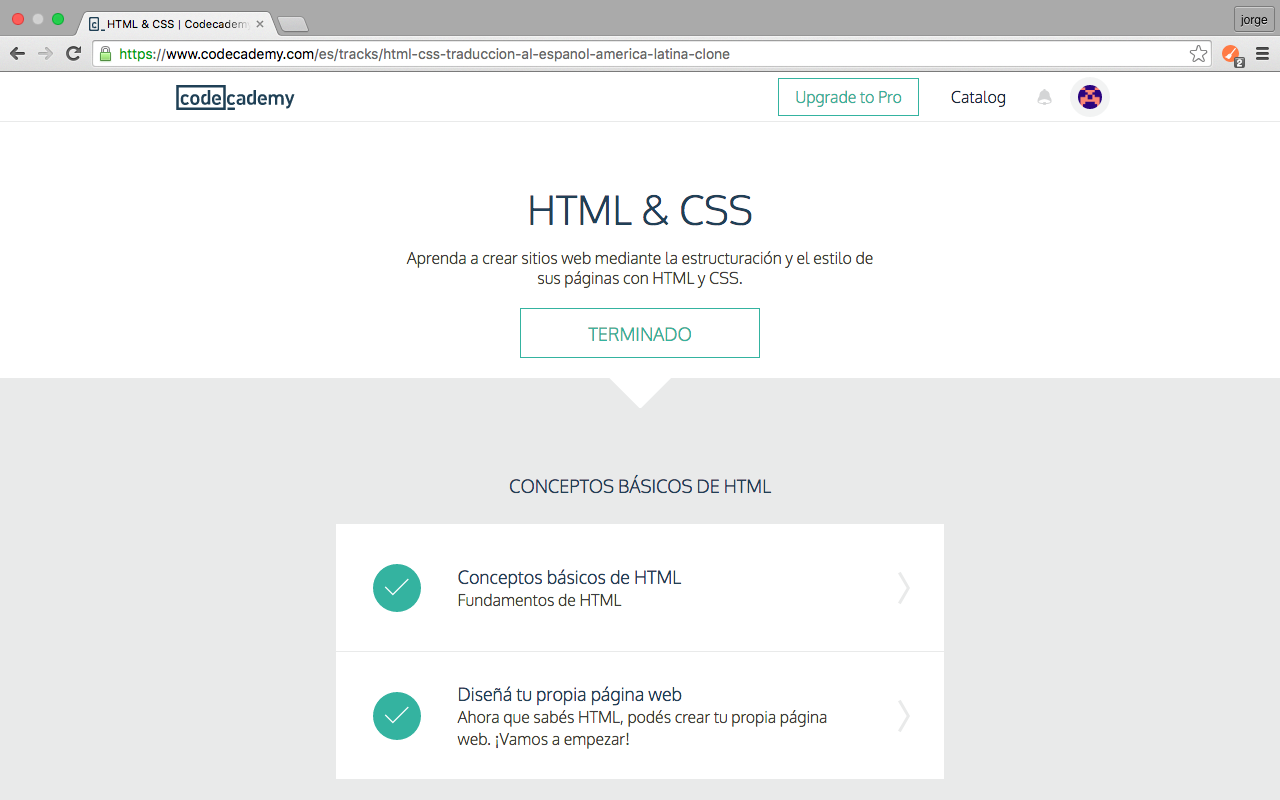 HTML & CSS | Codecadem
jorge
https://www.codecademy.com/es/tracks/html-css-traduccion-al-espanol-america-latina-clone
2
codecademy
Upgrade to Pro
Catalog
HTML & CSS
Aprenda a crear sitios web mediante la estructuración y el estilo de
sus páginas con HTML y CSS.
TERMINADO
CONCEPTOS BÁSICOS DE HTML
Conceptos básicos de HTML
Fundamentos de HTML
Diseñá tu propia página web
Ahora que sabés HTML, podés crear tu propia página
web. ¡Vamos a empezar!